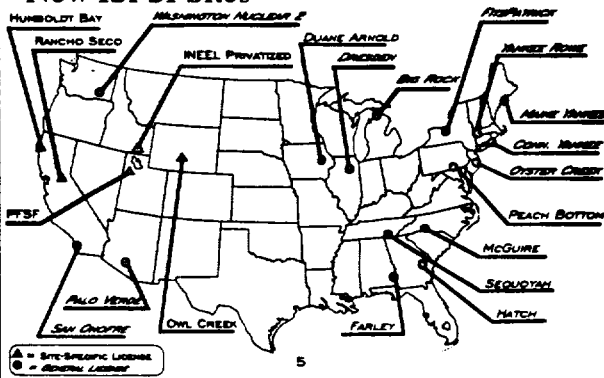 HUMBOLDT BAY
WASHINGTON NUCLEAR 2
RANCHO SECO
INEEL PRIVATIZED
DUANE ARNOLD
DRESDEN
BIG ROCK
FITZPATRICK
YANKEE ROWE
MAINE YANKEE
CONN. YANKEE
OYSTER CREEK
PEACH BOTTOM
MCGUIRE
SEQUOYAH
HATCH
FARLEY
PFSF
PALO VERDE
SAN ONOFRE
OWL CREEK
▲ = SITE-SPECIFIC LICENSE
● = GENERAL LICENSE
5